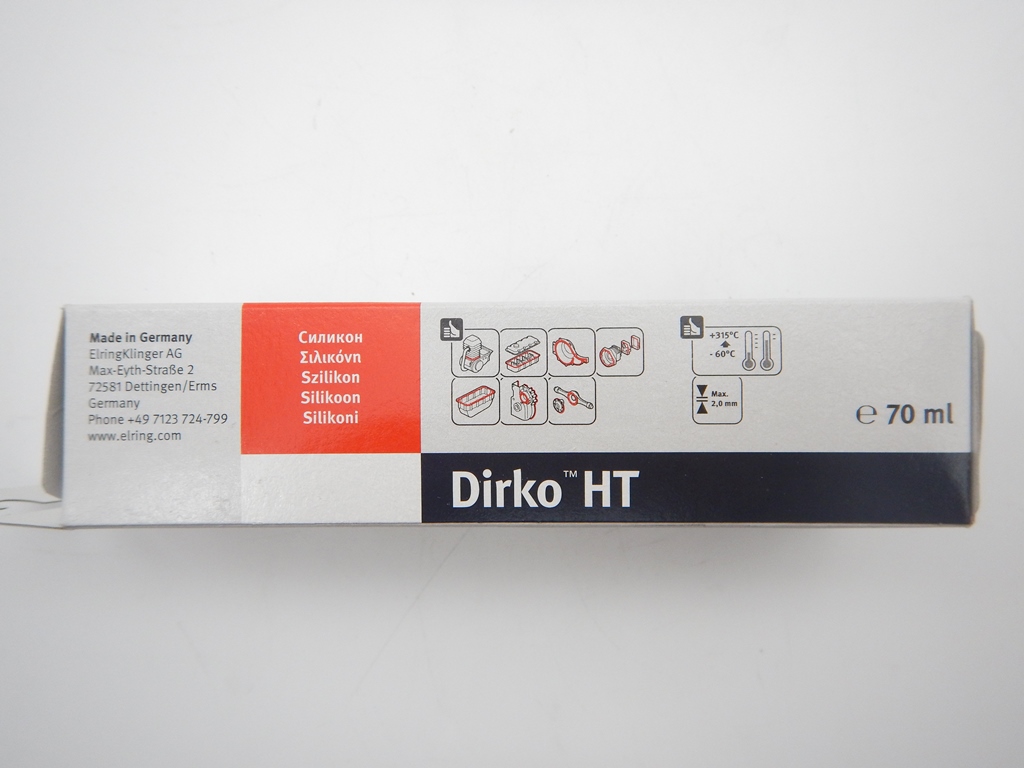 Made in Germany
ElringKlinger AG
Max-Eyth-Straße 2
72581 Dettingen/Erms
Germany
Phone +49 7123 724-799
www.elring.com
Силикон
Σιλικόνη
Szilikon
Silikoon
Silikoni
+315°C
- 60°C
Max.
2,0 mm
℮ 70 ml
Dirko™ HT